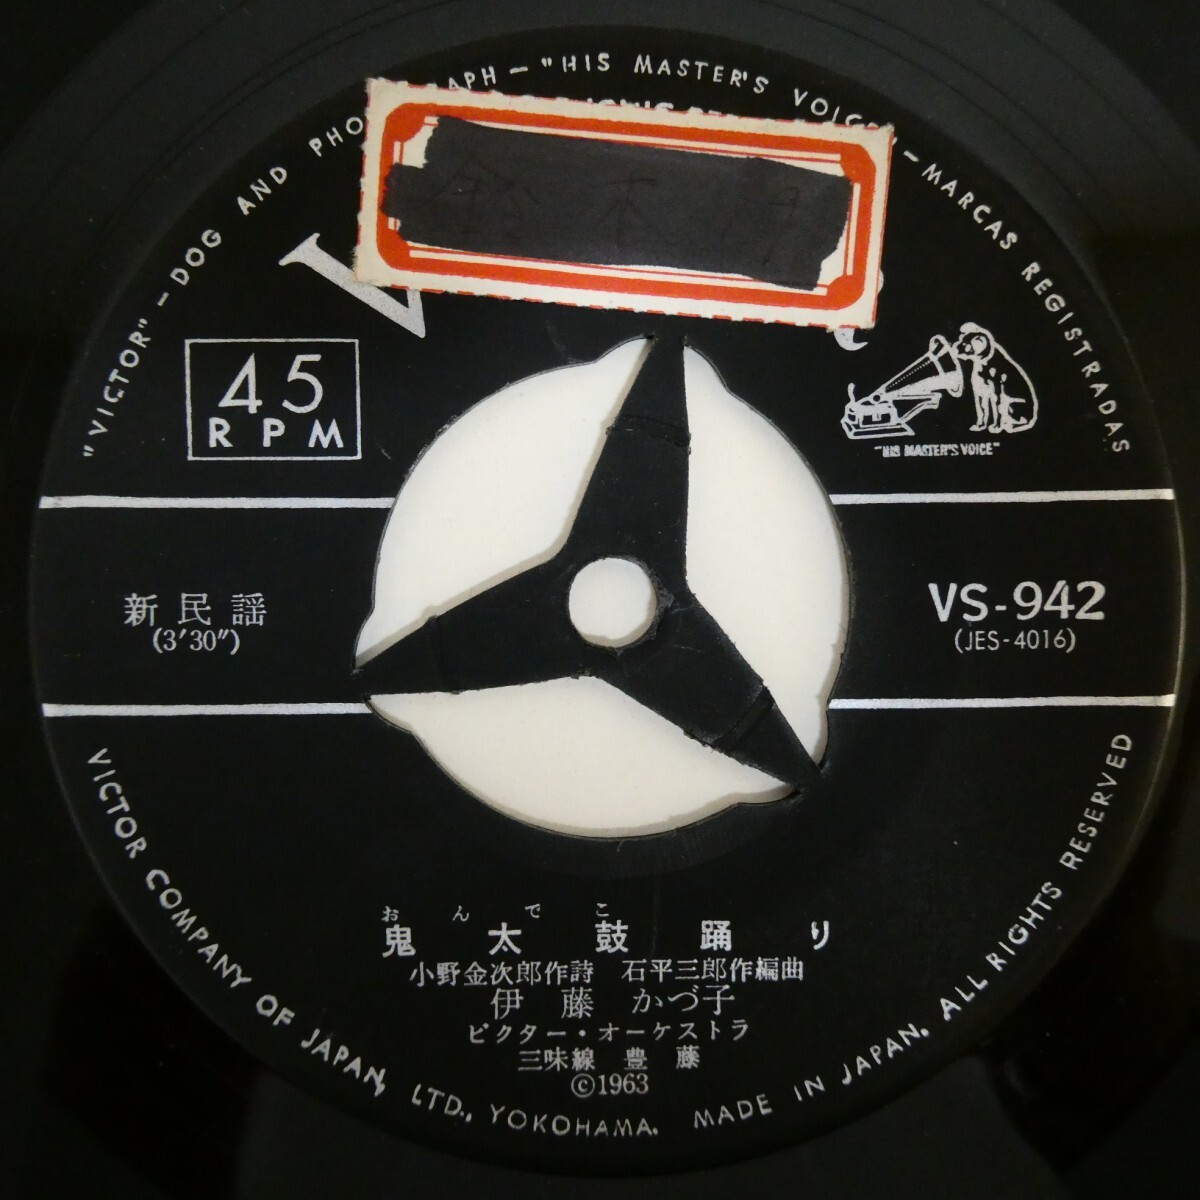 "VICTOR" — DOG AND PHO RAPH — "HIS MASTER'S VOICE" — MARCAS REGISTRADAS
V
45
RPM
"HIS MASTER'S VOICE"
新民謡
(3'30")
VS-942
(JES-4016)
おんでこ
鬼太鼓踊り
小野金次郎作詩 石平三郎作編曲
伊藤 かづ子
ビクター・オーケストラ
三味線 豊藤
©1963
VICTOR COMPANY OF JAPAN, LTD., YOKOHAMA. MADE IN JAPAN. ALL RIGHTS RESERVED